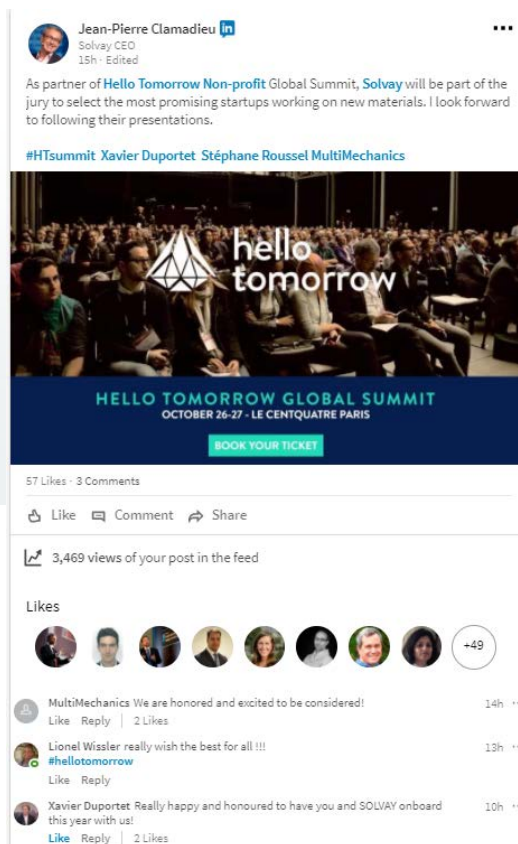 Jean-Pierre Clamadieu in
Solvay CEO
15h · Edited
As partner of Hello Tomorrow Non-profit Global Summit, Solvay will be part of the
jury to select the most promising startups working on new materials. I look forward
to following their presentations.
#HTsummit Xavier Duportet Stéphane Roussel MultiMechanics
hello
tomorrow
HELLO TOMORROW GLOBAL SUMMIT
OCTOBER 26-27 - LE CENTQUATRE PARIS
BOOK YOUR TICKET
57 Likes · 3 Comments
Like Comment Share
3,469 views of your post in the feed
Likes
+49
MultiMechanics We are honored and excited to be considered! 14h
Like Reply | 2 Likes
Lionel Wissler really wish the best for all !!! 13h
#hellotomorrow
Like Reply
Xavier Duportet Really happy and honoured to have you and SOLVAY onboard 10h
this year with us!
Like Reply | 2 Likes